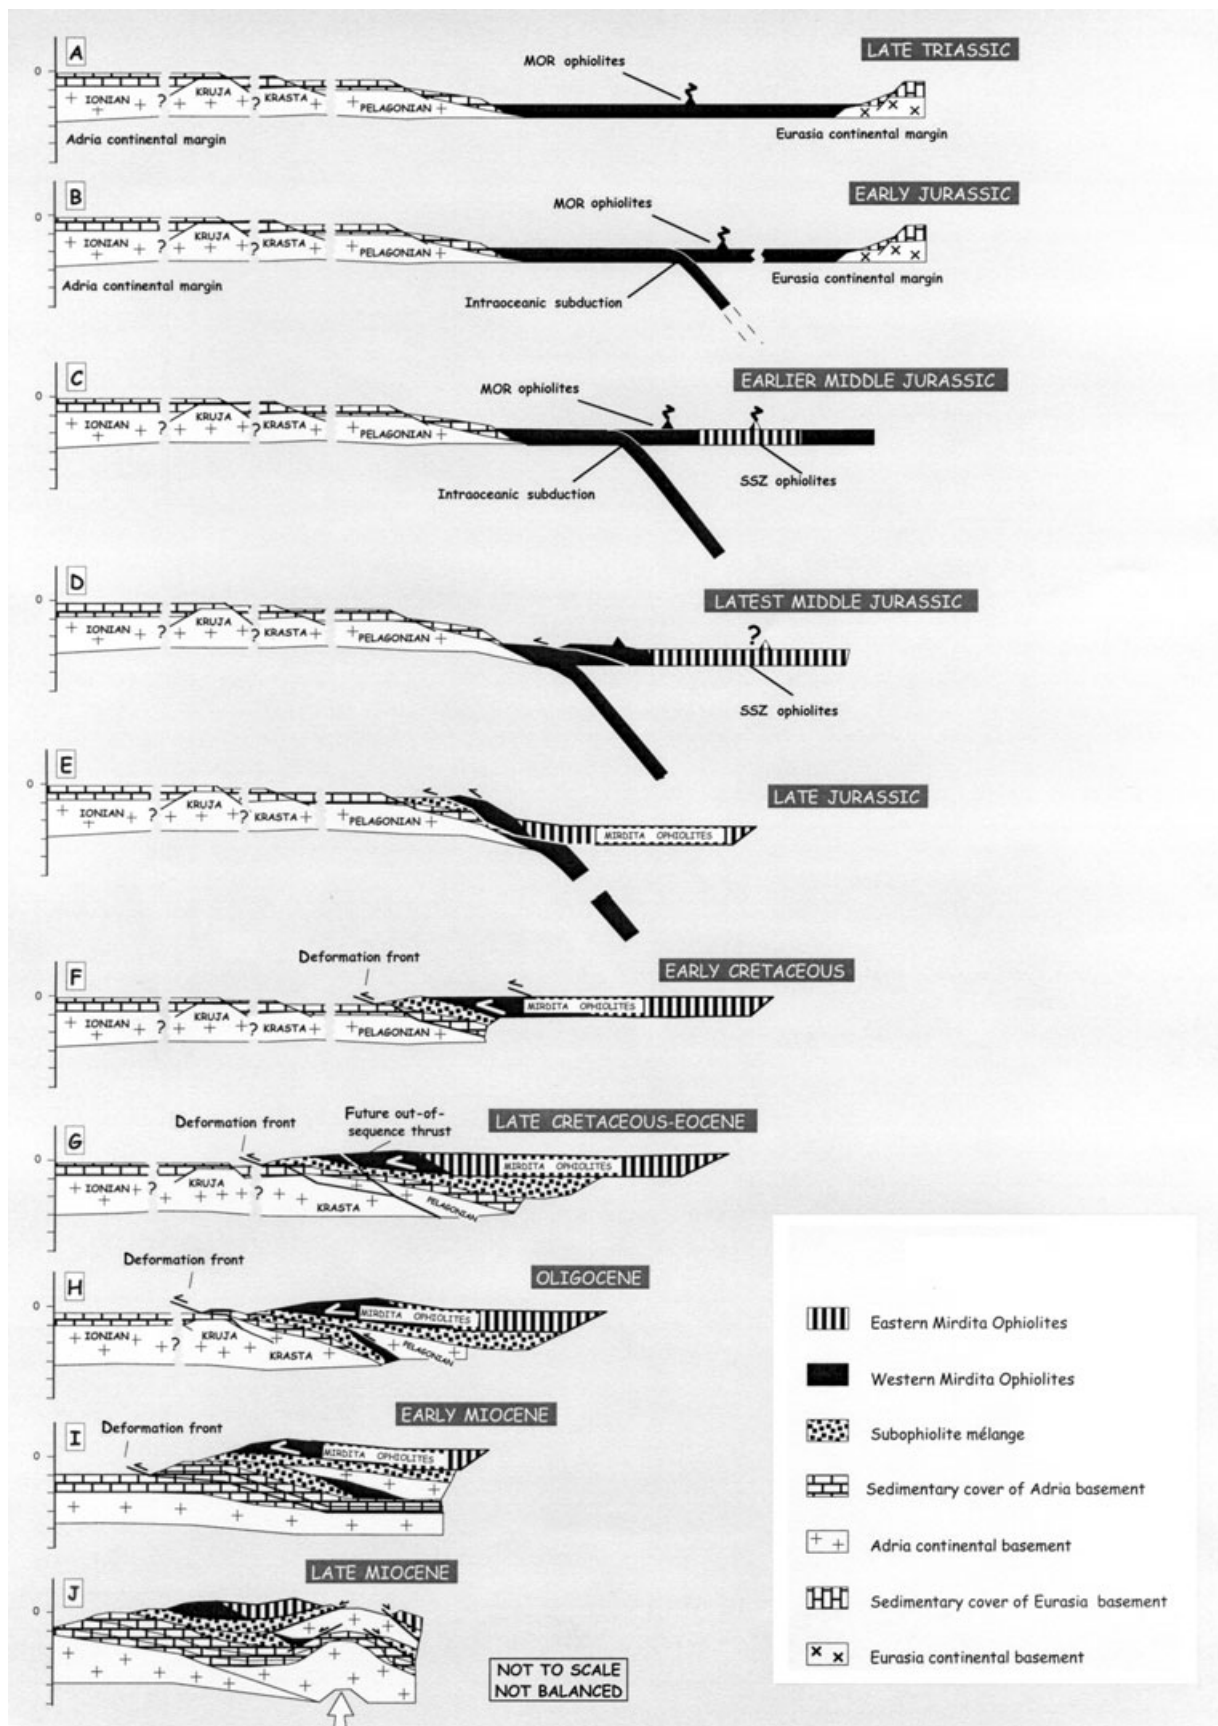 A
LATE TRIASSIC
MOR ophiolites
0
IONIAN
?
KRUJA
?
KRASTA
PELAGONIAN
Adria continental margin
Eurasia continental margin
B
EARLY JURASSIC
MOR ophiolites
0
IONIAN
?
KRUJA
?
KRASTA
PELAGONIAN
Adria continental margin
Eurasia continental margin
Intraoceanic subduction
C
EARLIER MIDDLE JURASSIC
MOR ophiolites
0
IONIAN
?
KRUJA
?
KRASTA
PELAGONIAN
SSZ ophiolites
Intraoceanic subduction
D
LATEST MIDDLE JURASSIC
0
IONIAN
?
KRUJA
?
KRASTA
PELAGONIAN
?
SSZ ophiolites
E
LATE JURASSIC
0
IONIAN
?
KRUJA
?
KRASTA
PELAGONIAN
MIRDITA OPHIOLITES
Deformation front
F
EARLY CRETACEOUS
0
IONIAN
?
KRUJA
?
KRASTA
PELAGONIAN
MIRDITA OPHIOLITES
Deformation front
Future out-of-
sequence thrust
LATE CRETACEOUS-EOCENE
G
0
IONIAN
?
KRUJA
?
KRASTA
PELAGONIAN
MIRDITA OPHIOLITES
Deformation front
H
OLIGOCENE
0
IONIAN
?
KRUJA
KRASTA
PELAGONIAN
MIRDITA OPHIOLITES
Deformation front
I
EARLY MIOCENE
0
MIRDITA OPHIOLITES
J
LATE MIOCENE
0
NOT TO SCALE
NOT BALANCED
Eastern Mirdita Ophiolites
Western Mirdita Ophiolites
Subophiolite mélange
Sedimentary cover of Adria basement
Adria continental basement
Sedimentary cover of Eurasia basement
Eurasia continental basement